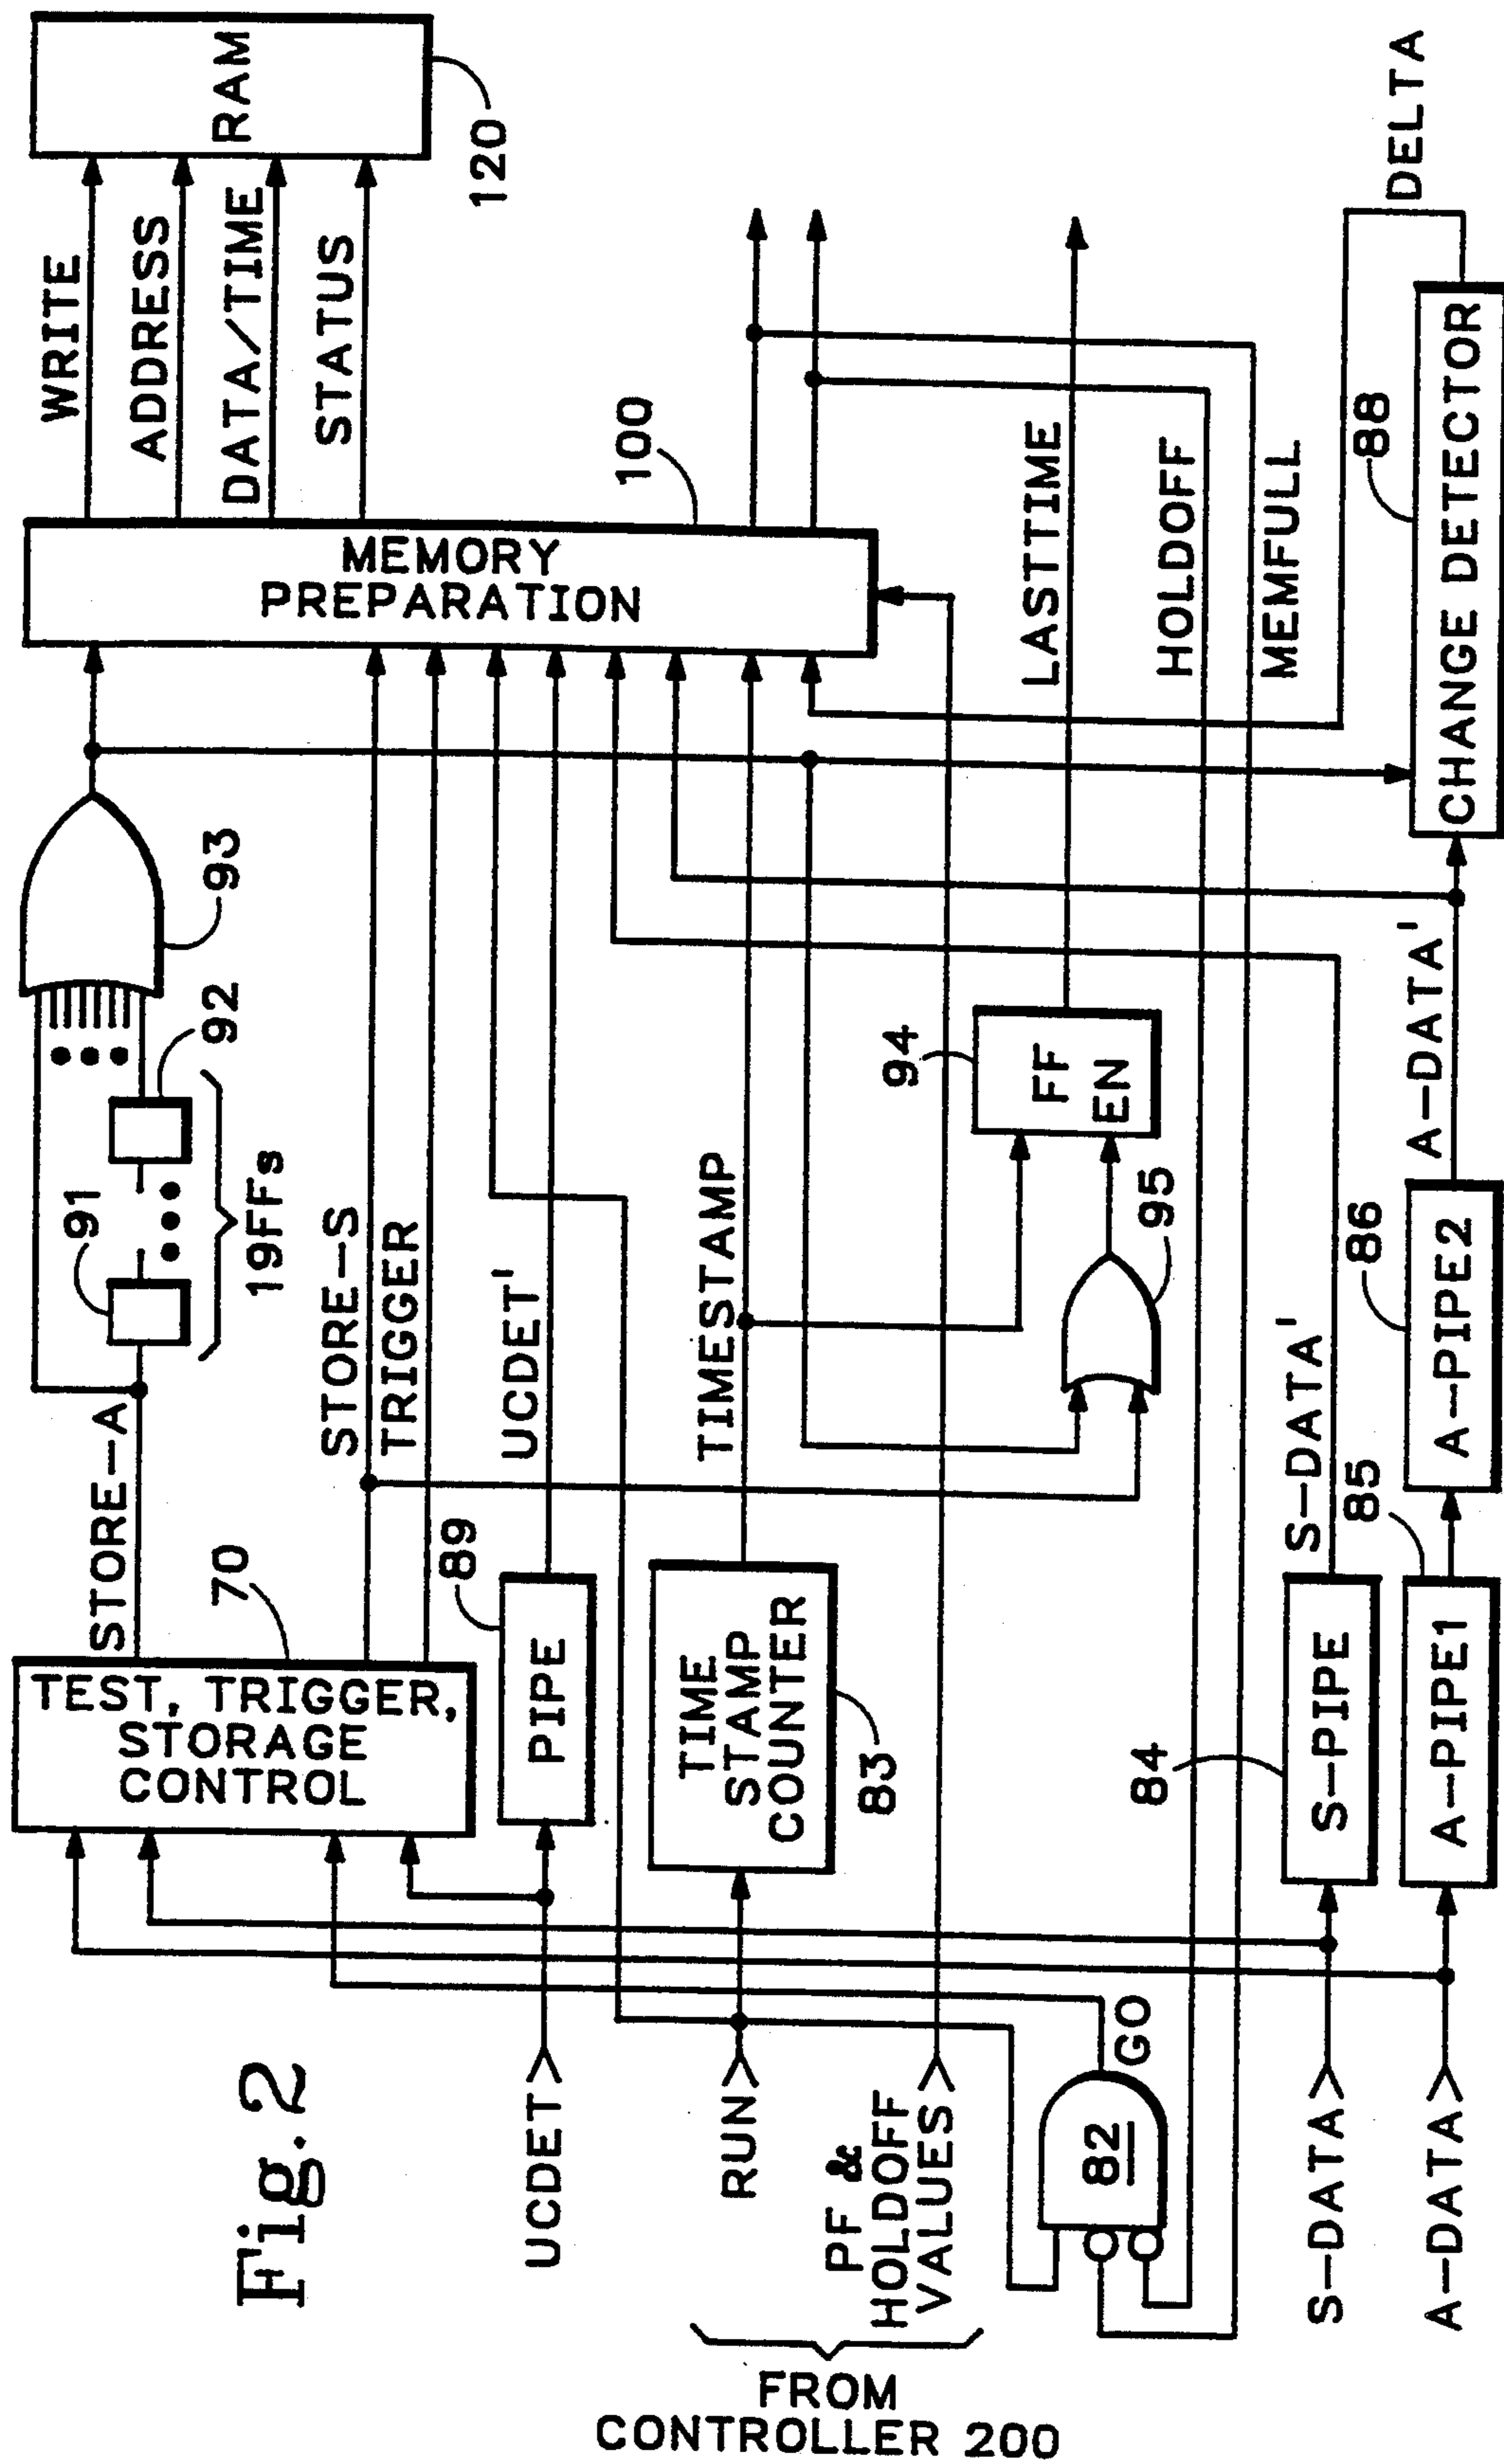 Fig. 2
UCDET>
RUN>
PF &
HOLDOFF
VALUES>
FROM
CONTROLLER 200
S-DATA>
A-DATA>
82
GO
TEST, TRIGGER,
STORAGE
CONTROL
70
PIPE
89
TIME
STAMP
COUNTER
83
S-PIPE
84
A-PIPE1
85
A-PIPE2
86
STORE-A
STORE-S
TRIGGER
UCDET'
TIMESTAMP
S-DATA'
A-DATA'
91
92
19FFs
93
FF
EN
94
95
MEMORY
PREPARATION
100
LASTTIME
HOLDOFF
MEMFULL
CHANGE DETECTOR
88
DELTA
WRITE
ADDRESS
DATA/TIME
STATUS
RAM
120